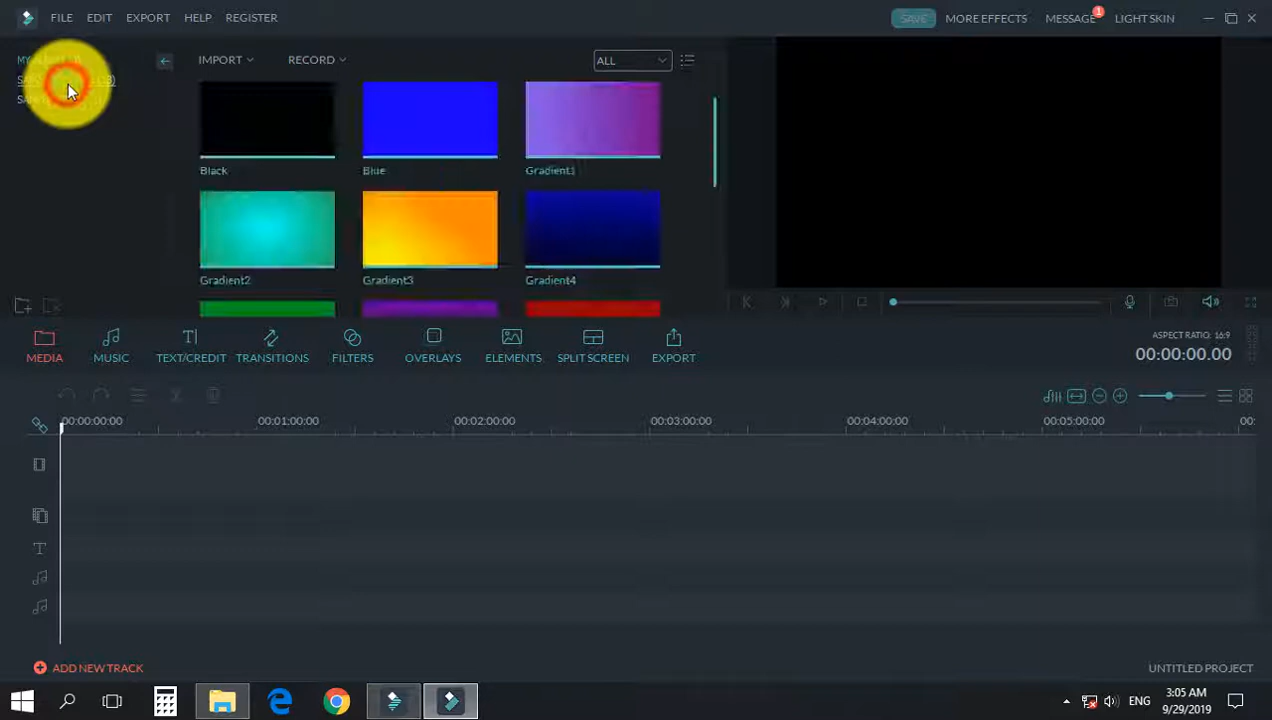 FILE EDIT EXPORT HELP REGISTER SAVE MORE EFFECTS MESSAGE 1 LIGHT SKIN
IMPORT RECORD ALL
Black Blue Gradient1
Gradient2 Gradient3 Gradient4
MEDIA MUSIC TEXT/CREDIT TRANSITIONS FILTERS OVERLAYS ELEMENTS SPLIT SCREEN EXPORT
ASPECT RATIO: 16:9
00:00:00.00
00:00:00:00 00:01:00:00 00:02:00:00 00:03:00:00 00:04:00:00 00:05:00:00 00:
ADD NEW TRACK UNTITLED PROJECT
ENG 3:05 AM
9/29/2019